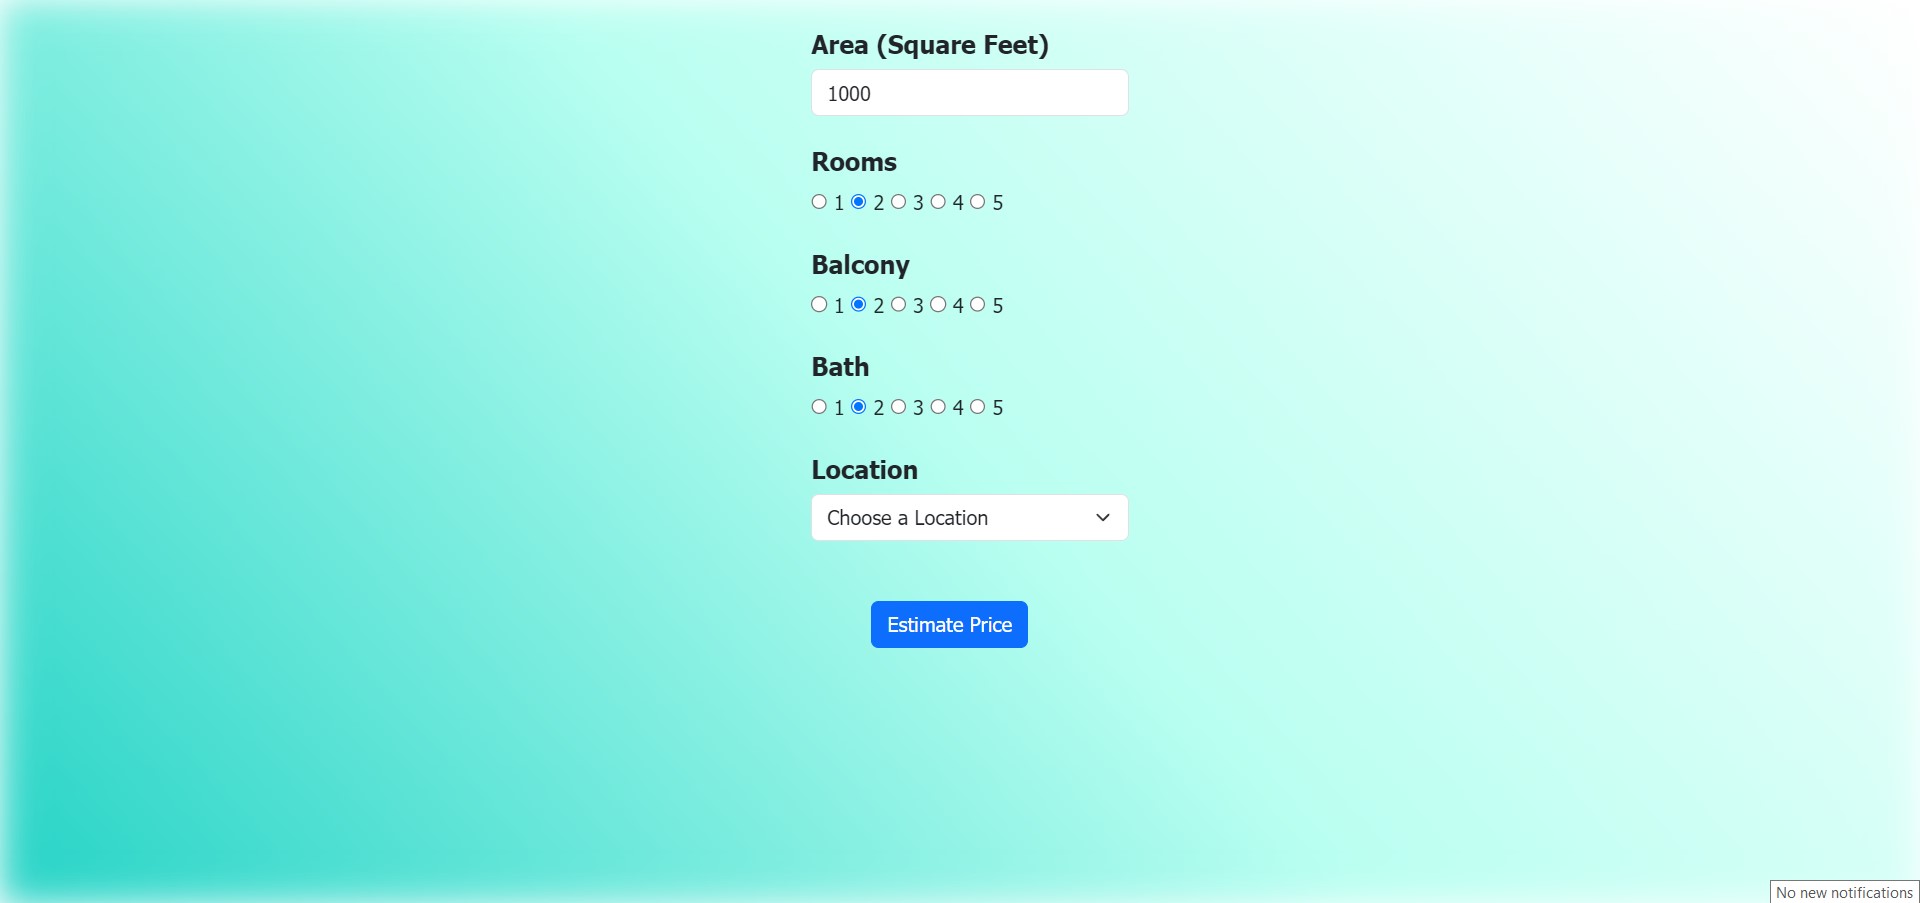 Area (Square Feet)
1000
Rooms
1 2 3 4 5
Balcony
1 2 3 4 5
Bath
1 2 3 4 5
Location
Choose a Location
Estimate Price
No new notifications